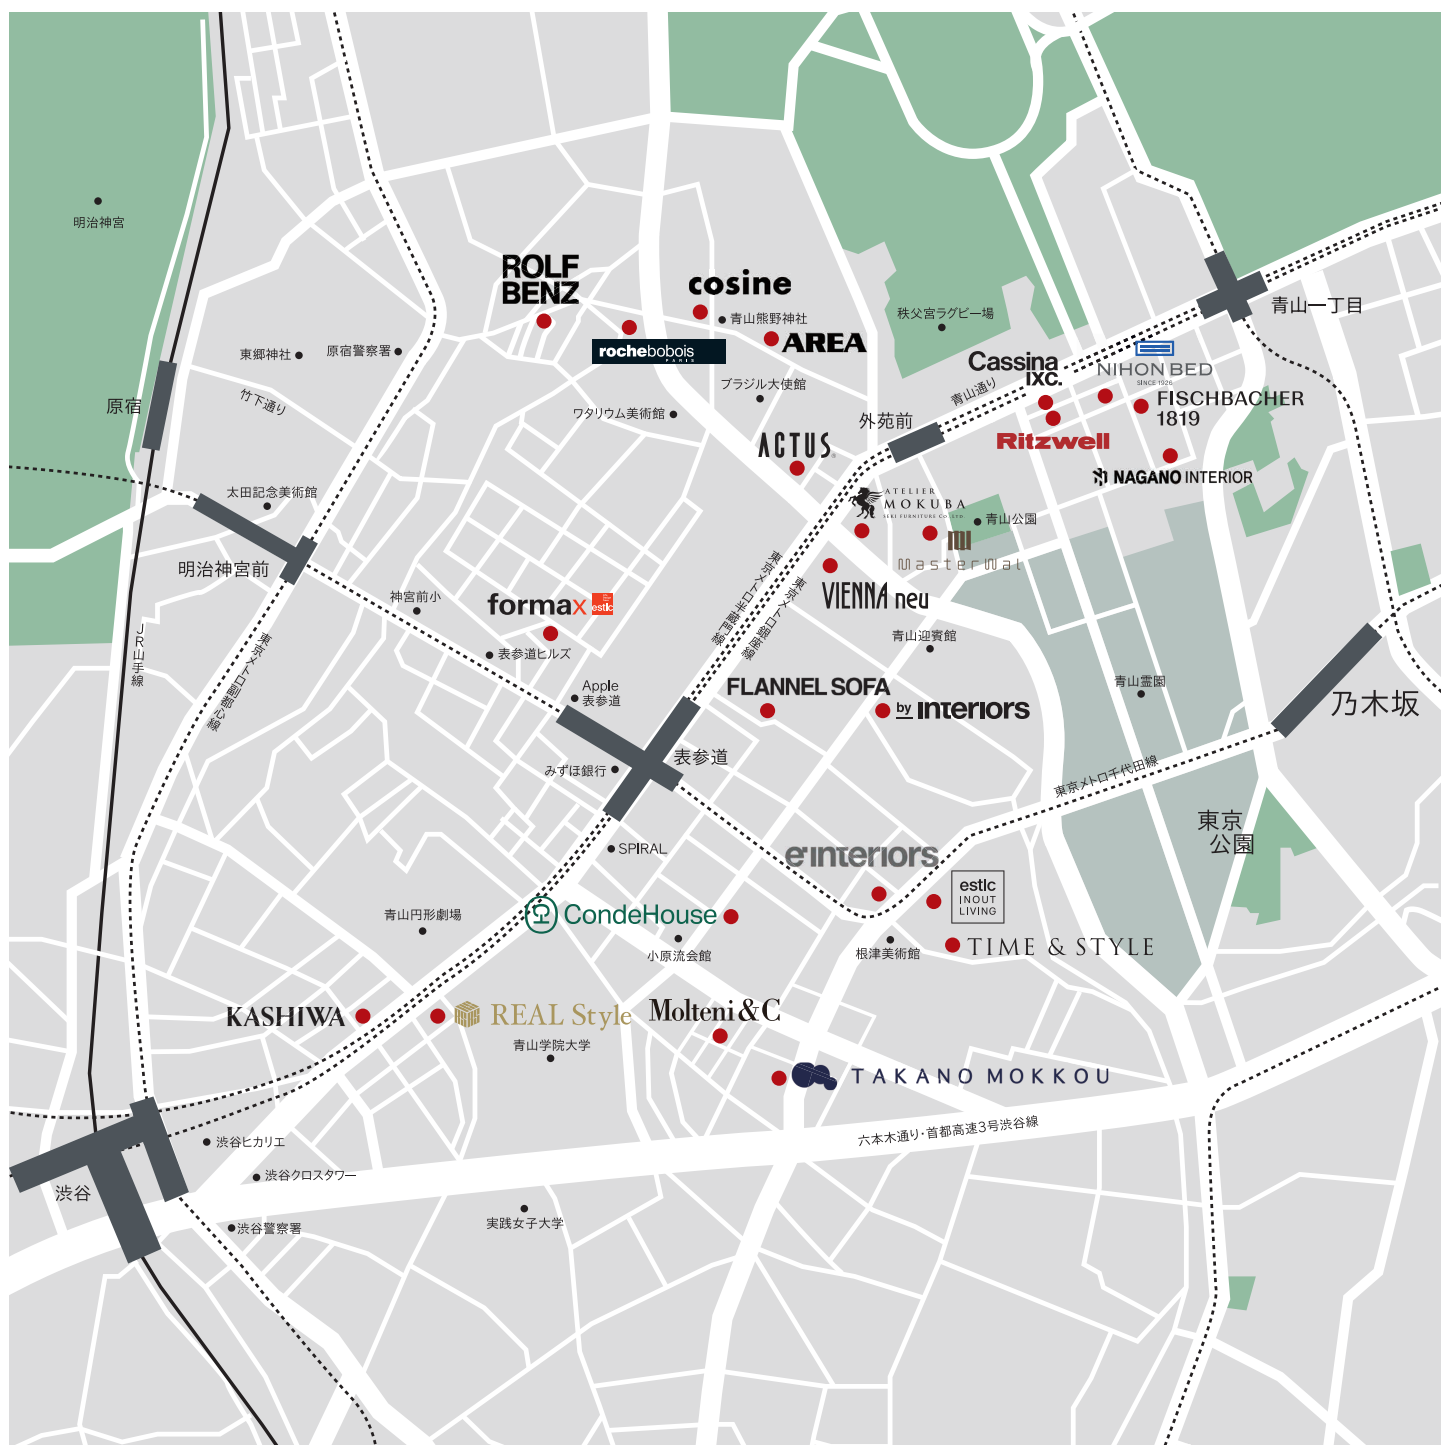 明治神宮
ROLF
BENZ
cosine
青山熊野神社
rochebobois
PARIS
AREA
秩父宮ラグビー場
青山一丁目
東郷神社
原宿警察署
竹下通り
原宿
ブラジル大使館
ワタリウム美術館
外苑前
青山通り
Cassina
IXC.
NIHON BED
SINCE 1926
FISCHBACHER
1819
Ritzwell
NAGANO INTERIOR
ACTUS
太田記念美術館
ATELIER
MOKUBA
SEKI FURNITURE CO.,LTD
青山公園
MasterWal
明治神宮前
神宮前小
formax
estic
VIENNA neu
東京メトロ半蔵門線
東京メトロ銀座線
青山迎賓館
JR山手線
東京メトロ副都心線
表参道ヒルズ
Apple
表参道
FLANNEL SOFA
by interiors
青山霊園
乃木坂
表参道
みずほ銀行
東京メトロ千代田線
東京
公園
SPIRAL
e'interiors
estic
INOUT
LIVING
青山円形劇場
CondeHouse
小原流会館
根津美術館
TIME & STYLE
KASHIWA
REAL Style
Molteni&C
青山学院大学
TAKANO MOKKOU
六本木通り・首都高速3号渋谷線
渋谷ヒカリエ
渋谷クロスタワー
渋谷
渋谷警察署
実践女子大学